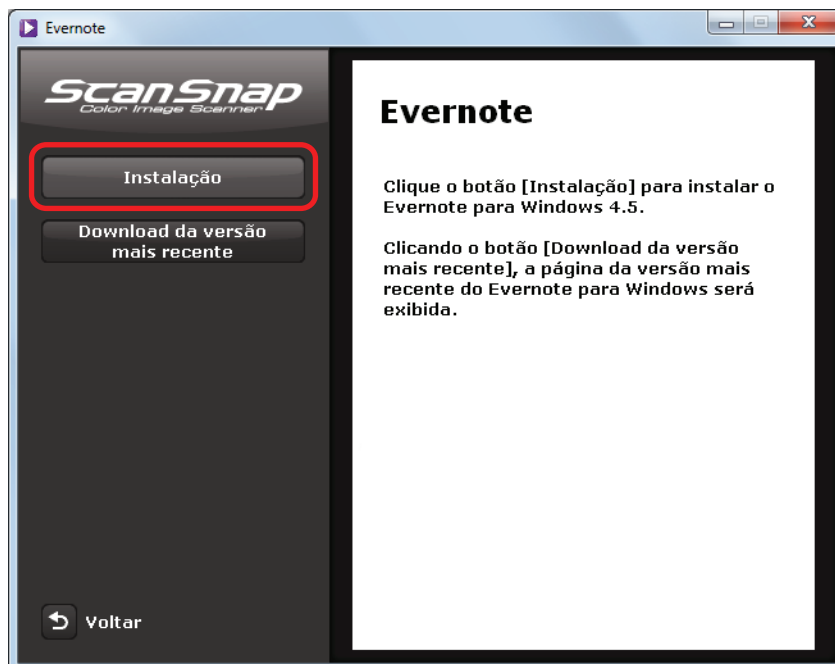 Evernote
ScanSnap
Color Image Scanner
Instalação
Download da versão
mais recente
Voltar
Evernote
Clique o botão [Instalação] para instalar o
Evernote para Windows 4.5.
Clicando o botão [Download da versão
mais recente], a página da versão mais
recente do Evernote para Windows será
exibida.